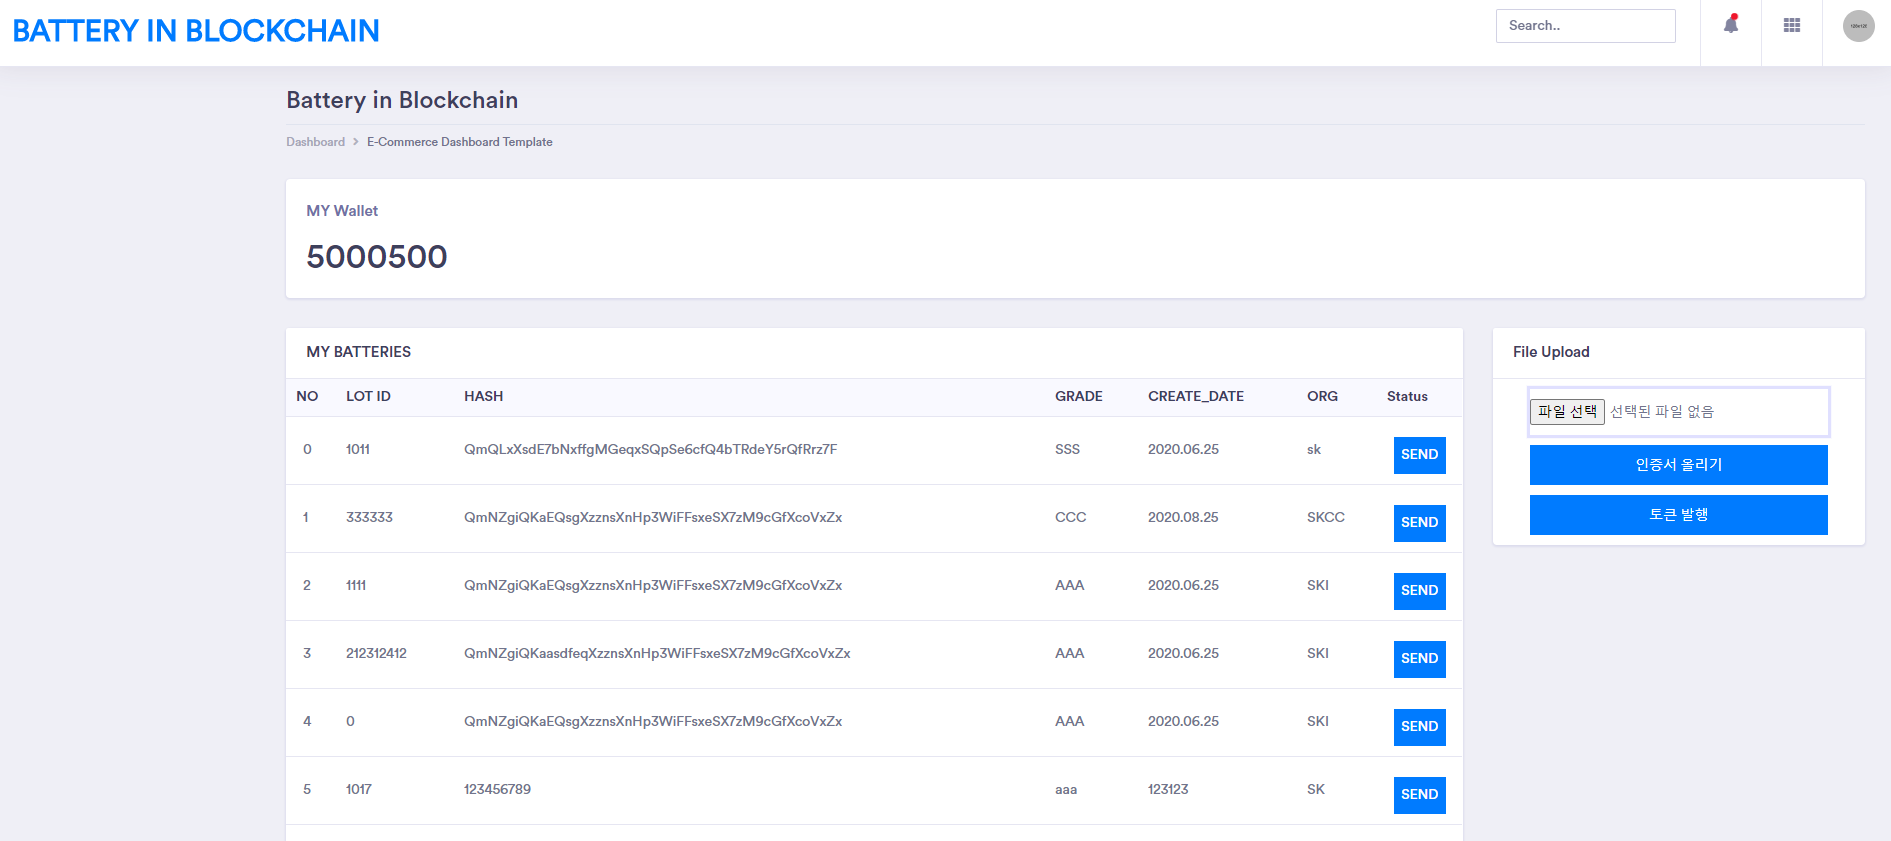 BATTERY IN BLOCKCHAIN
Search..
Battery in Blockchain
Dashboard > E-Commerce Dashboard Template
MY Wallet
5000500
MY BATTERIES
NO LOT ID HASH GRADE CREATE_DATE ORG Status
0 1011 QmQLxXsdE7bNxffgMGeqxSQpSe6cfQ4bTRdeY5rQfRrz7F SSS 2020.06.25 sk SEND
1 333333 QmNZgiQKaEQsgXzznsXnHp3WiFFsxeSX7zM9cGfXcoVxZx CCC 2020.08.25 SKCC SEND
2 1111 QmNZgiQKaEQsgXzznsXnHp3WiFFsxeSX7zM9cGfXcoVxZx AAA 2020.06.25 SKI SEND
3 212312412 QmNZgiQKaasdfeqXzznsXnHp3WiFFsxeSX7zM9cGfXcoVxZx AAA 2020.06.25 SKI SEND
4 0 QmNZgiQKaEQsgXzznsXnHp3WiFFsxeSX7zM9cGfXcoVxZx AAA 2020.06.25 SKI SEND
5 1017 123456789 aaa 123123 SK SEND
File Upload
파일 선택 선택된 파일 없음
인증서 올리기
토큰 발행